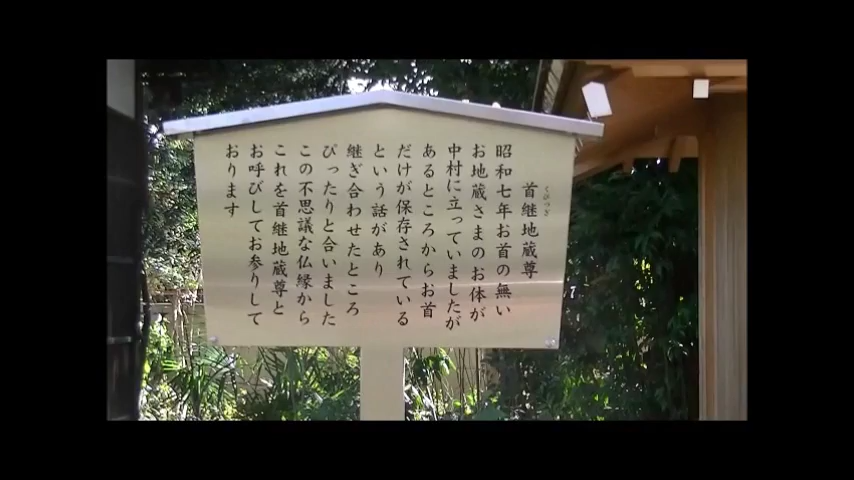 首継地蔵尊
くびつぎ
昭和七年お首の無い
お地蔵さまのお体が
中村に立っていましたが
あるところからお首
だけが保存されている
という話があり
継ぎ合わせたところ
ぴったりと合いました
この不思議な仏縁から
これを首継地蔵尊と
お呼びしてお参りして
おります